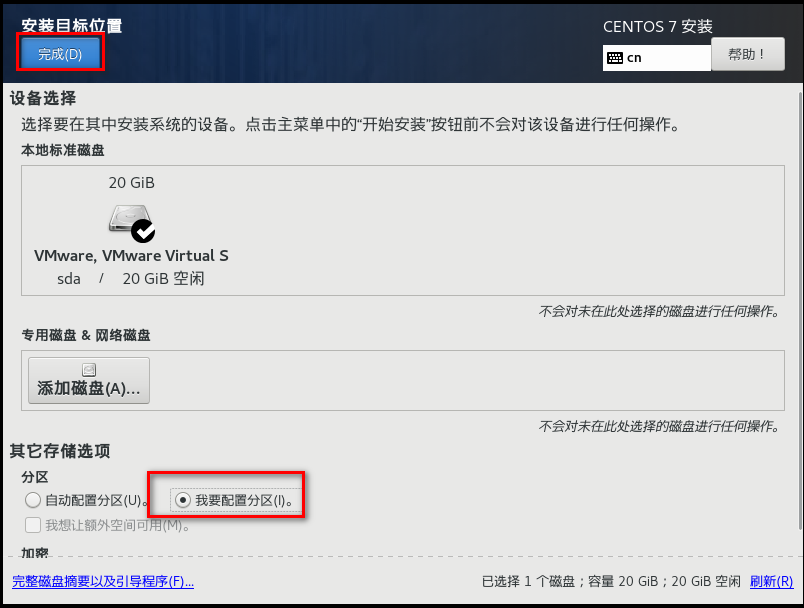 安装目标位置
CENTOS 7 安装
完成(D)
cn
帮助！
设备选择
选择要在其中安装系统的设备。点击主菜单中的“开始安装”按钮前不会对该设备进行任何操作。
本地标准磁盘
20 GiB
VMware, VMware Virtual S
sda / 20 GiB 空闲
不会对未在此处选择的磁盘进行任何操作。
专用磁盘 & 网络磁盘
添加磁盘(A)...
不会对未在此处选择的磁盘进行任何操作。
其它存储选项
分区
自动配置分区(U)。 我要配置分区(I)。
我想让额外空间可用(M)。
加密
完整磁盘摘要以及引导程序(F)... 已选择 1 个磁盘；容量 20 GiB；20 GiB 空闲 刷新(R)